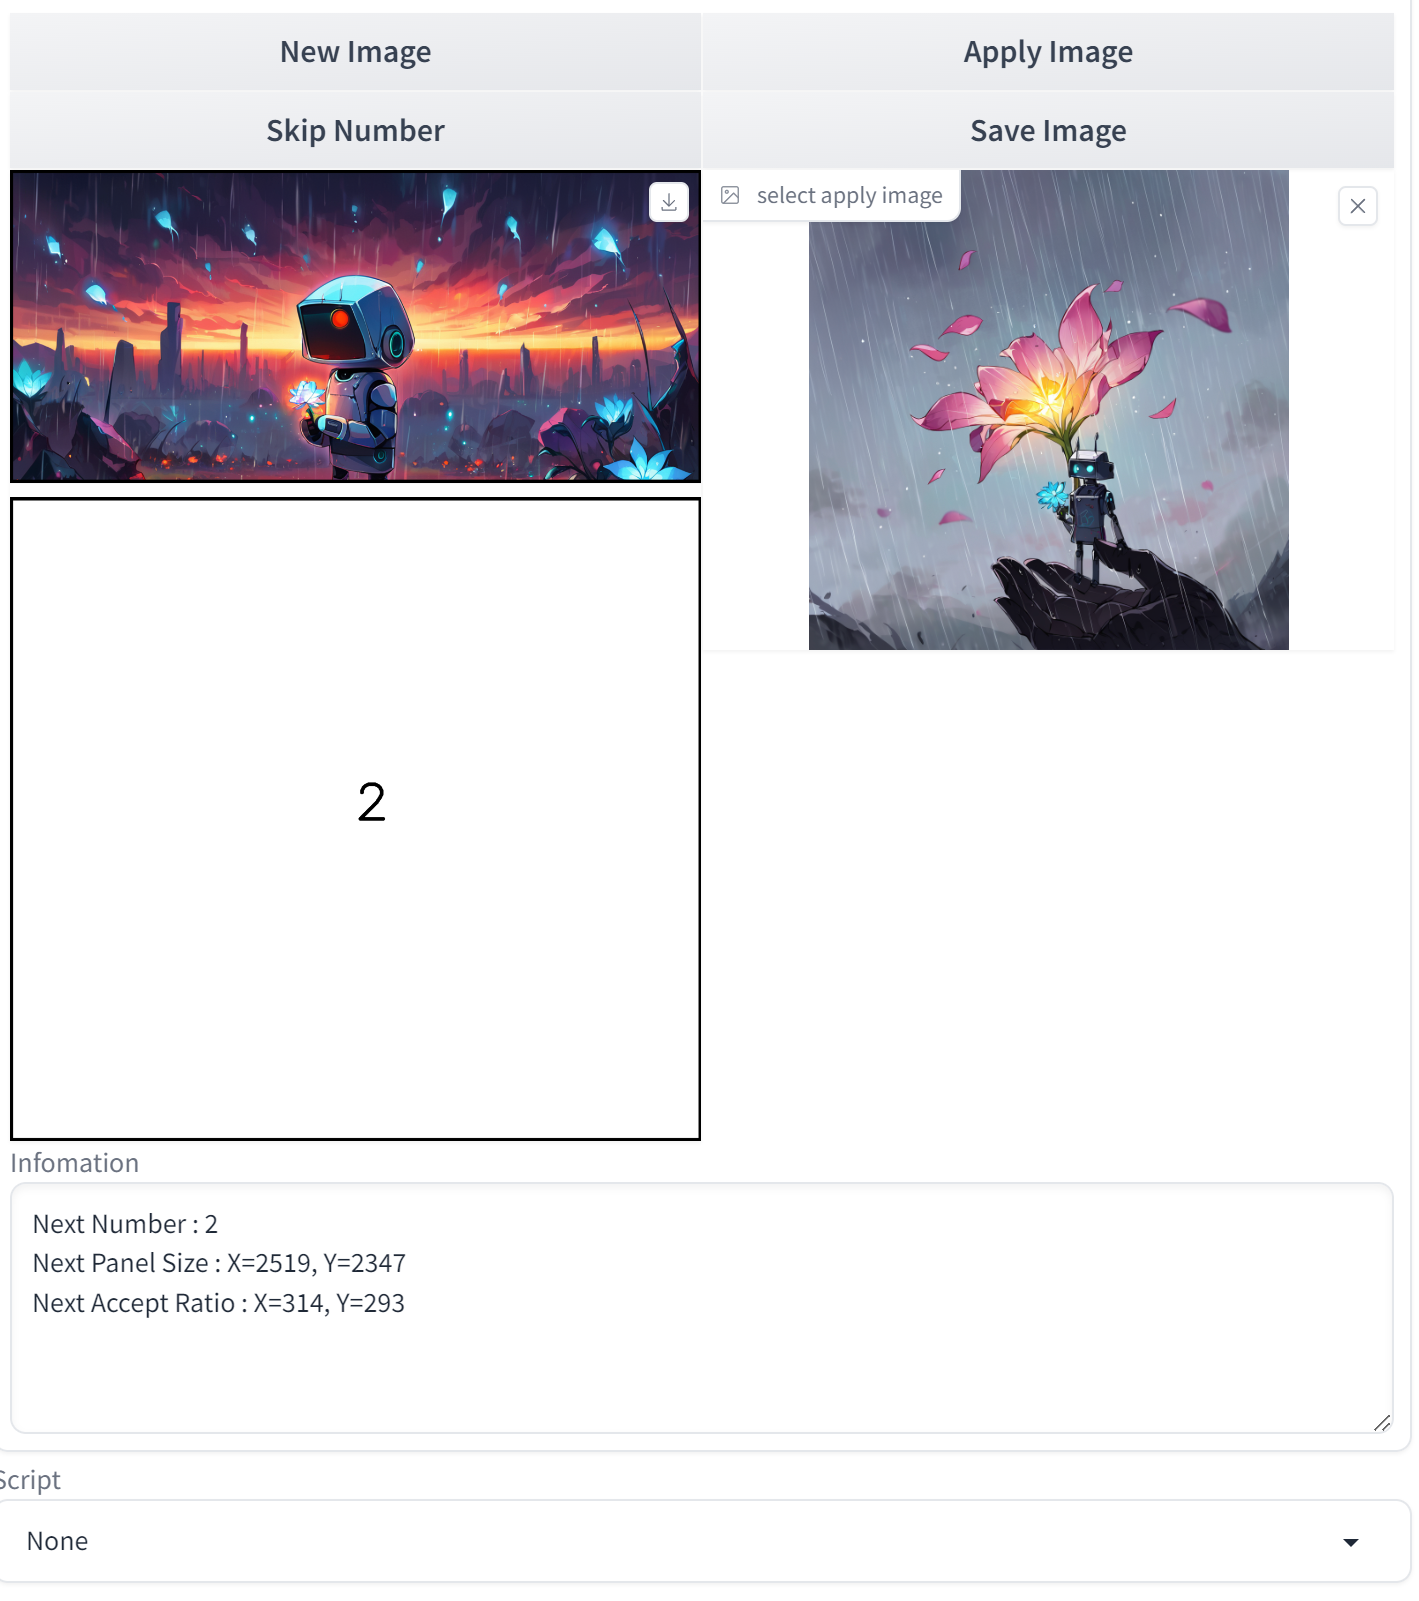 New Image
Apply Image
Skip Number
Save Image
select apply image
2
Infomation
Next Number : 2
Next Panel Size : X=2519, Y=2347
Next Accept Ratio : X=314, Y=293
Script
None